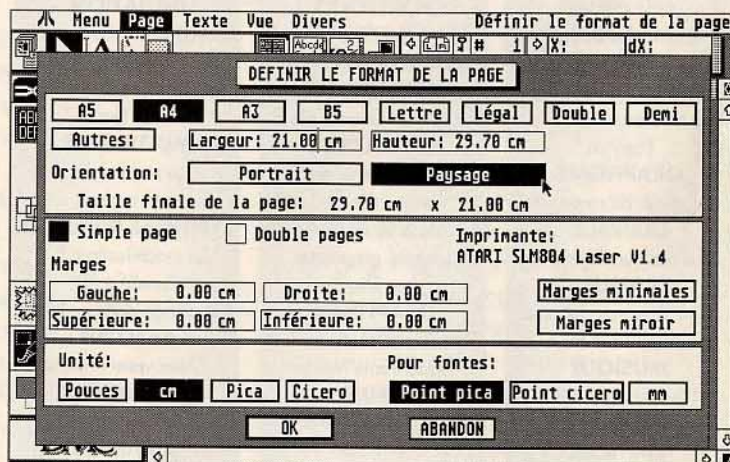 Menu Page Texte Vue Divers Définir le format de la page
# 1 X: dX:
DEFINIR LE FORMAT DE LA PAGE
A5 A4 A3 B5 Lettre Légal Double Demi
Autres: Largeur: 21.00 cm Hauteur: 29.70 cm
Orientation: Portrait Paysage
Taille finale de la page: 29.70 cm x 21.00 cm
Simple page Double pages Imprimante:
ATARI SLM804 Laser V1.4
Marges
Gauche: 0.00 cm Droite: 0.00 cm Marges minimales
Supérieure: 0.00 cm Inférieure: 0.00 cm Marges miroir
Unité: Pour fontes:
Pouces cm Pica Cicero Point pica Point cicero mm
OK ABANDON